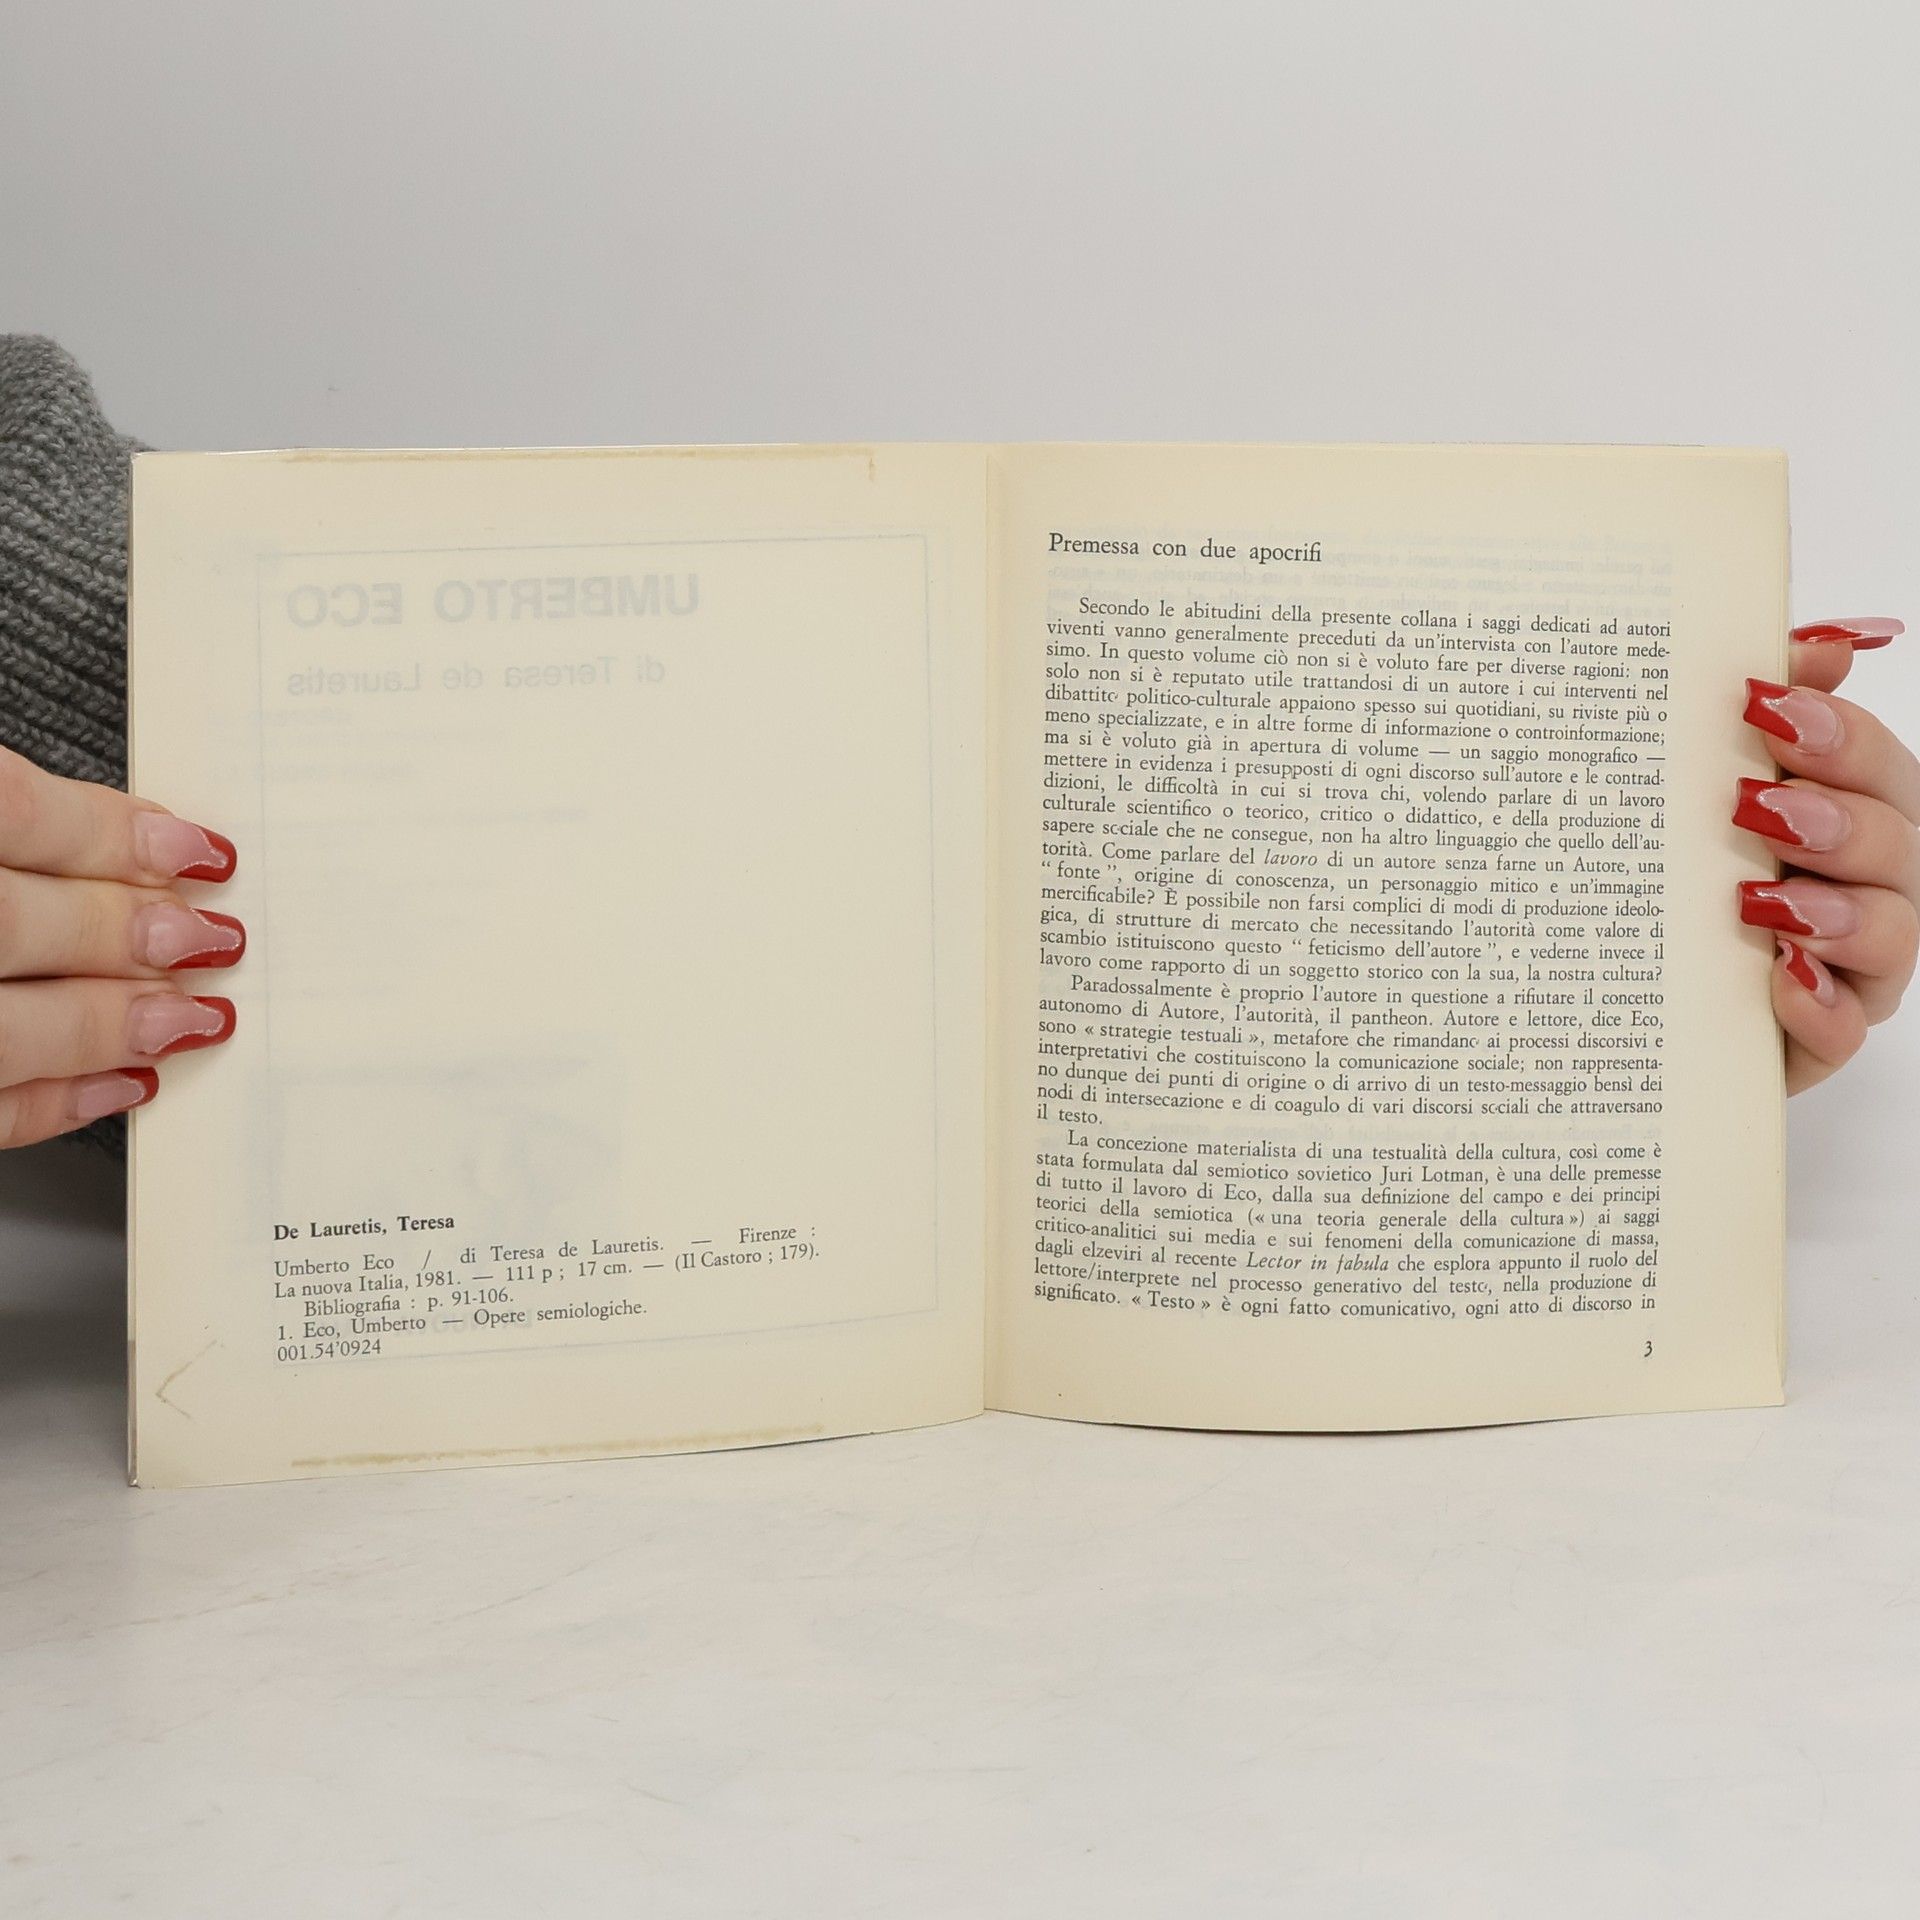 UMBERTO ECO
di Teresa de Lauretis
De Lauretis, Teresa
Umberto Eco / di Teresa de Lauretis. — Firenze :
La nuova Italia, 1981. — 111 p ; 17 cm. — (Il Castoro ; 179).
Bibliografia : p. 91-106.
1. Eco, Umberto — Opere semiologiche.
001.54'0924
Premessa con due apocrifi
Secondo le abitudini della presente collana i saggi dedicati ad autori
viventi vanno generalmente preceduti da un'intervista con l'autore mede-
simo. In questo volume ciò non si è voluto fare per diverse ragioni: non
solo non si è reputato utile trattandosi di un autore i cui interventi nel
dibattito politico-culturale appaiono spesso sui quotidiani, su riviste più o
meno specializzate, e in altre forme di informazione o controinformazione;
ma si è voluto già in apertura di volume — un saggio monografico —
mettere in evidenza i presupposti di ogni discorso sull'autore e le contrad-
dizioni, le difficoltà in cui si trova chi, volendo parlare di un lavoro
culturale scientifico o teorico, critico o didattico, e della produzione di
sapere sociale che ne consegue, non ha altro linguaggio che quello dell'au-
torità. Come parlare del lavoro di un autore senza farne un Autore, una
“ fonte ”, origine di conoscenza, un personaggio mitico e un'immagine
mercificabile? È possibile non farsi complici di modi di produzione ideolo-
gica, di strutture di mercato che necessitando l'autorità come valore di
scambio istituiscono questo “ feticismo dell'autore ”, e vederne invece il
lavoro come rapporto di un soggetto storico con la sua, la nostra cultura?
Paradossalmente è proprio l'autore in questione a rifiutare il concetto
autonomo di Autore, l'autorità, il pantheon. Autore e lettore, dice Eco,
sono « strategie testuali », metafore che rimandano ai processi discorsivi e
interpretativi che costituiscono la comunicazione sociale; non rappresenta-
no dunque dei punti di origine o di arrivo di un testo-messaggio bensì dei
nodi di intersecazione e di coagulo di vari discorsi sociali che attraversano
il testo.
La concezione materialista di una testualità della cultura, così come è
stata formulata dal semiotico sovietico Juri Lotman, è una delle premesse
di tutto il lavoro di Eco, dalla sua definizione del campo e dei principi
teorici della semiotica (« una teoria generale della cultura ») ai saggi
critico-analitici sui media e sui fenomeni della comunicazione di massa,
dagli elzeviri al recente Lector in fabula che esplora appunto il ruolo del
lettore/interprete nel processo generativo del testo, nella produzione di
significato. « Testo » è ogni fatto comunicativo, ogni atto di discorso in
3